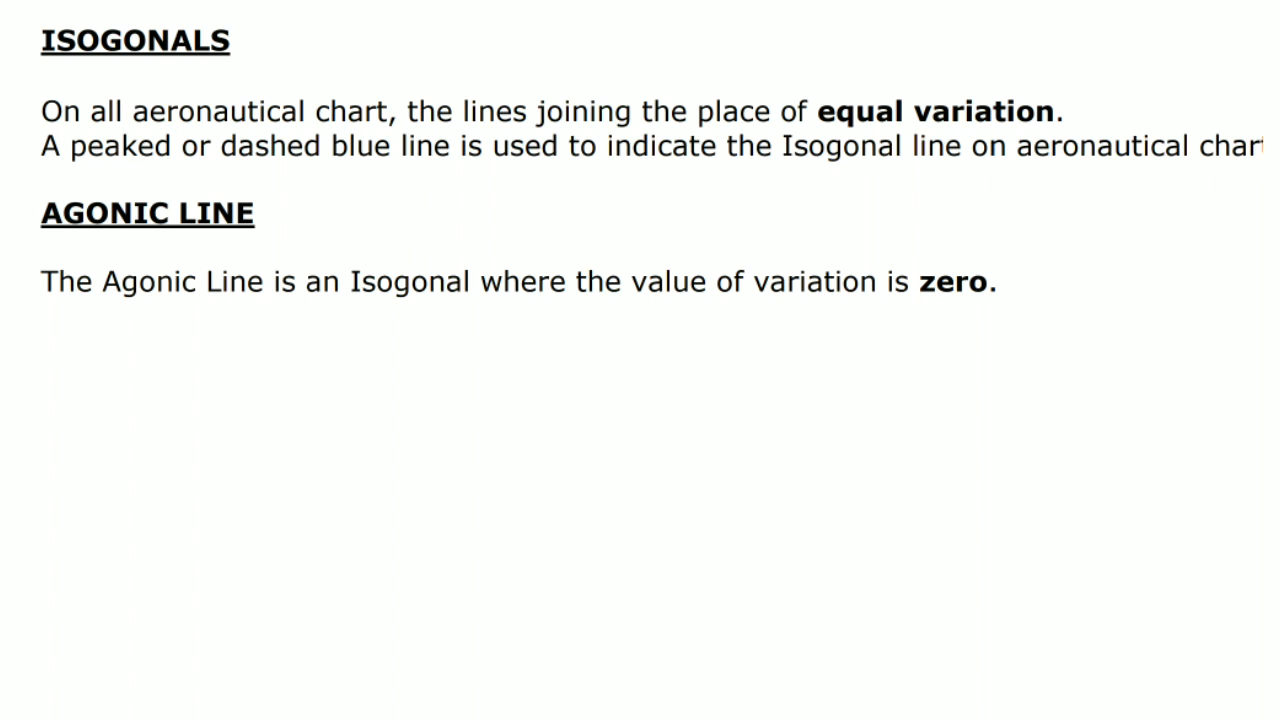 ISOGONALS
On all aeronautical chart, the lines joining the place of equal variation.
A peaked or dashed blue line is used to indicate the Isogonal line on aeronautical chart
AGONIC LINE
The Agonic Line is an Isogonal where the value of variation is zero.